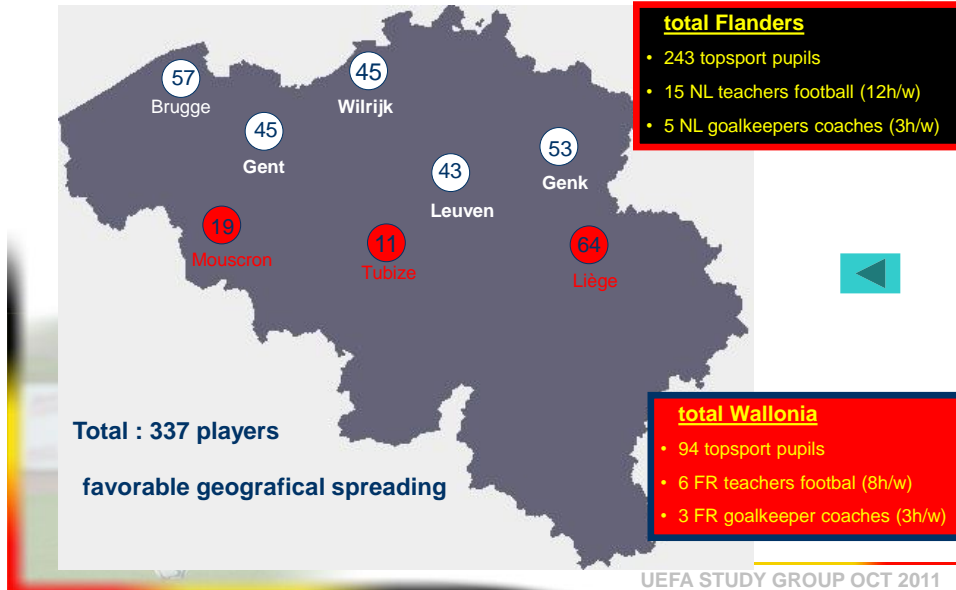 total Flanders
• 243 topsport pupils
• 15 NL teachers football (12h/w)
• 5 NL goalkeepers coaches (3h/w)
57
Brugge
45
Wilrijk
45
Gent
43
Leuven
53
Genk
19
Mouscron
11
Tubize
64
Liège
Total : 337 players
favorable geografical spreading
total Wallonia
• 94 topsport pupils
• 6 FR teachers footbal (8h/w)
• 3 FR goalkeeper coaches (3h/w)
UEFA STUDY GROUP OCT 2011